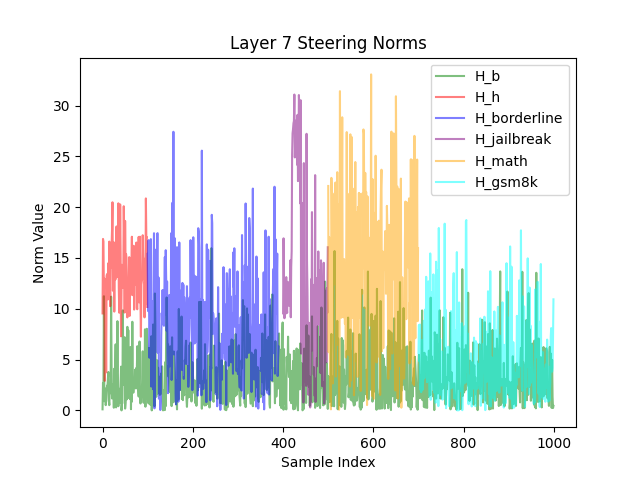 Layer 7 Steering Norms
H_b
H_h
H_borderline
H_jailbreak
H_math
H_gsm8k
Norm Value
30
25
20
15
10
5
0
0
200
400
600
800
1000
Sample Index